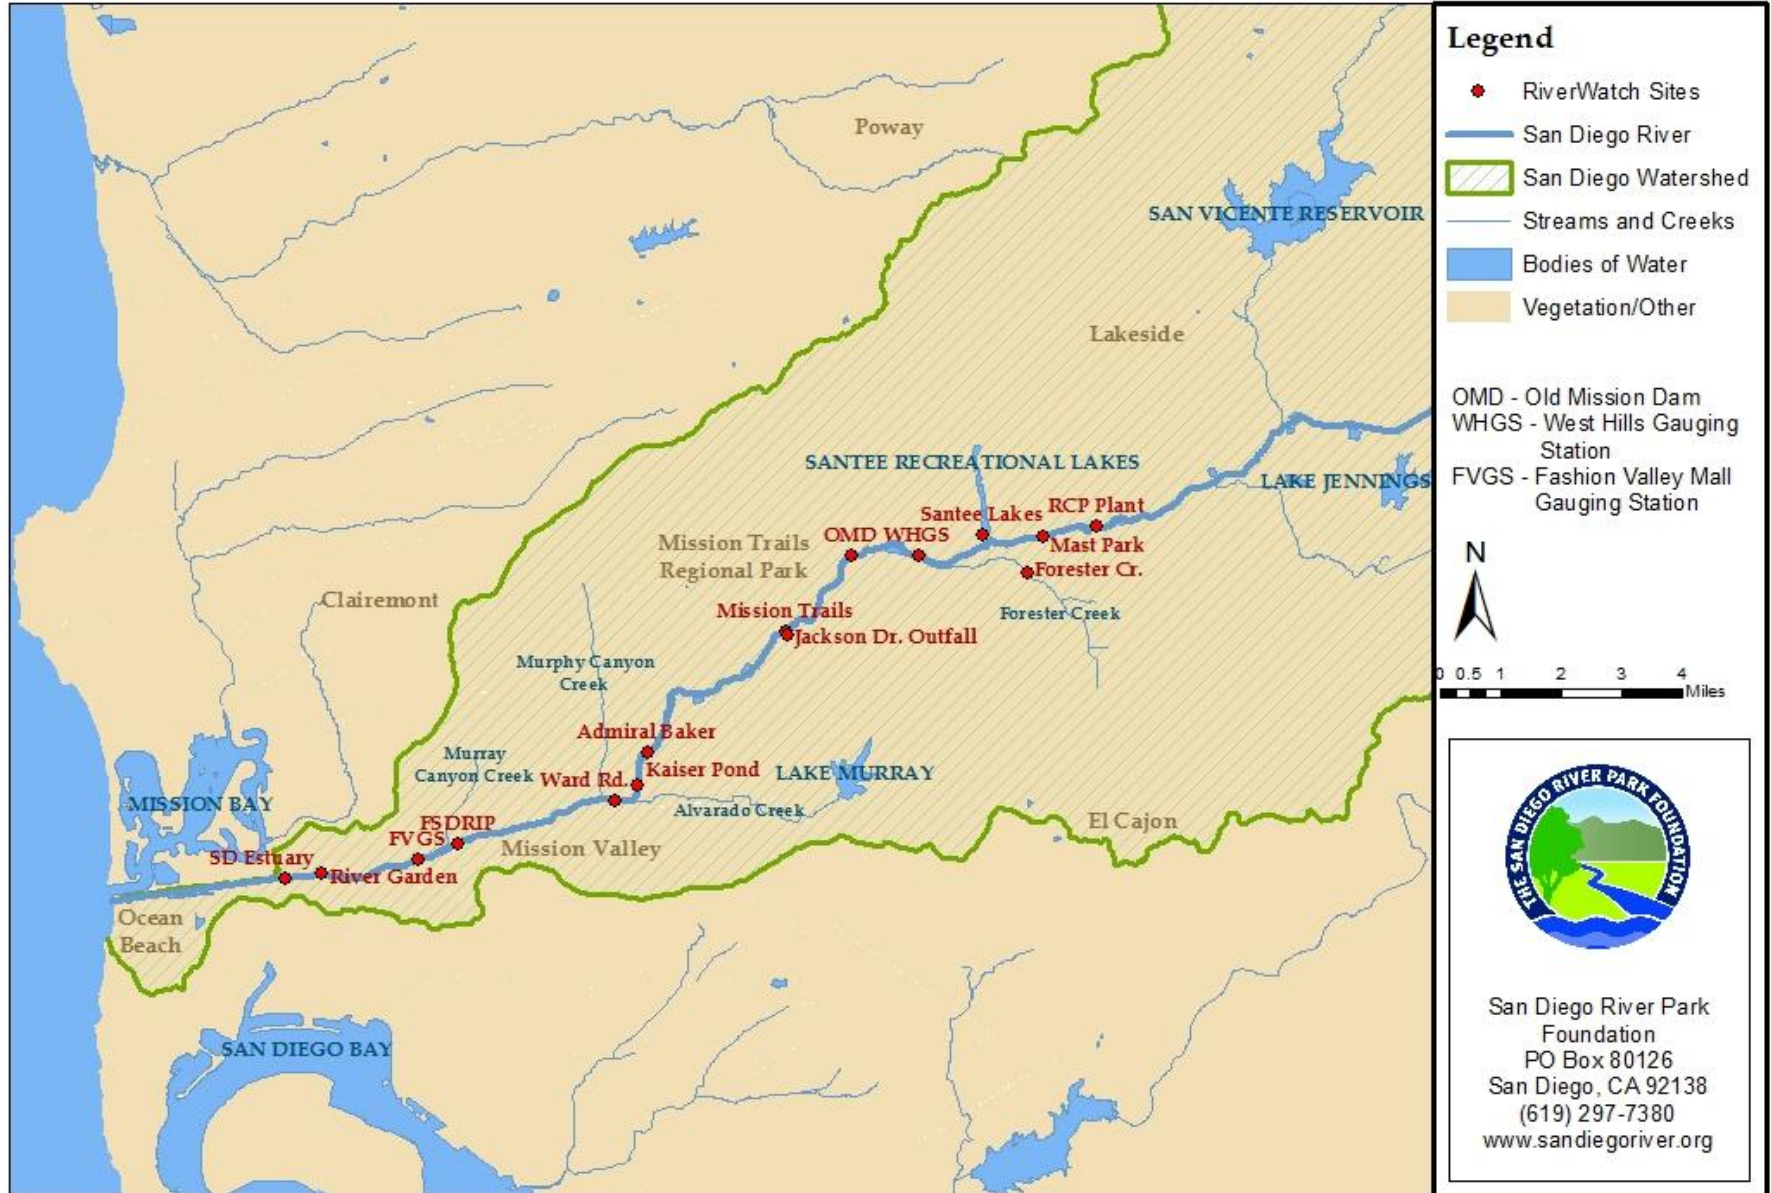 Poway
SAN VICENTE RESERVOIR
Lakeside
SANTEE RECREATIONAL LAKES
LAKE JENNINGS
Santee Lakes
RCP Plant
OMD
WHGS
Mast Park
Mission Trails
Regional Park
Forester Cr.
Clairemont
Mission Trails
Forester Creek
Jackson Dr. Outfall
Murphy Canyon
Creek
Admiral Baker
Murray
Canyon Creek
Ward Rd.
Kaiser Pond
LAKE MURRAY
MISSION BAY
Alvarado Creek
FSDRIP
El Cajon
FVGS
Mission Valley
SD Estuary
River Garden
Ocean
Beach
SAN DIEGO BAY
Legend
RiverWatch Sites
San Diego River
San Diego Watershed
Streams and Creeks
Bodies of Water
Vegetation/Other
OMD - Old Mission Dam
WHGS - West Hills Gauging
Station
FVGS - Fashion Valley Mall
Gauging Station
N
0 0.5 1 2 3 4
Miles
THE SAN DIEGO RIVER PARK FOUNDATION
San Diego River Park
Foundation
PO Box 80126
San Diego, CA 92138
(619) 297-7380
www.sandiegoriver.org